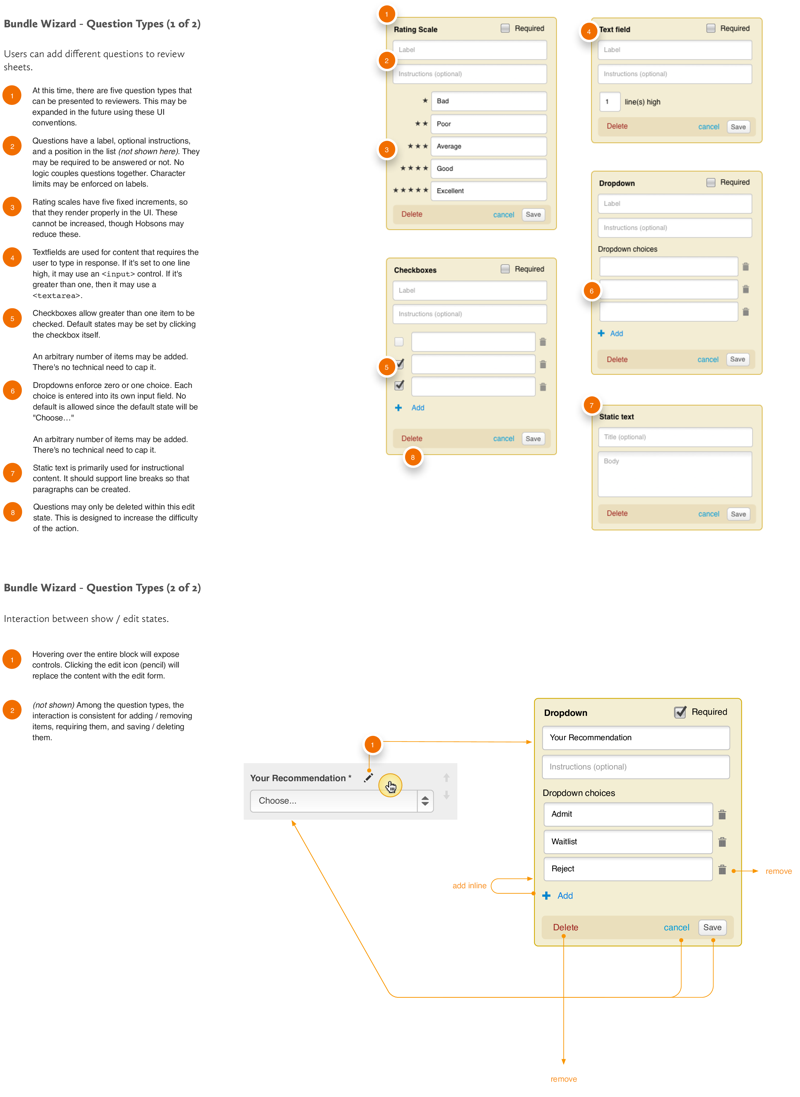 Bundle Wizard - Question Types (1 of 2)
Users can add different questions to review
sheets.
1
At this time, there are five question types that
can be presented to reviewers. This may be
expanded in the future using these UI
conventions.
2
Questions have a label, optional instructions,
and a position in the list (not shown here). They
may be required to be answered or not. No
logic couples questions together. Character
limits may be enforced on labels.
3
Rating scales have five fixed increments, so
that they render properly in the UI. These
cannot be increased, though Hobsons may
reduce these.
4
Textfields are used for content that requires the
user to type in response. If it's set to one line
high, it may use an <input> control. If it's
greater than one, then it may use a
<textarea>.
5
Checkboxes allow greater than one item to be
checked. Default states may be set by clicking
the checkbox itself.
An arbitrary number of items may be added.
There's no technical need to cap it.
6
Dropdowns enforce zero or one choice. Each
choice is entered into its own input field. No
default is allowed since the default state will be
"Choose…"
An arbitrary number of items may be added.
There's no technical need to cap it.
7
Static text is primarily used for instructional
content. It should support line breaks so that
paragraphs can be created.
8
Questions may only be deleted within this edit
state. This is designed to increase the difficulty
of the action.
1
Rating Scale
Required
Label
2
Instructions (optional)
★ Bad
★★ Poor
3
★★★ Average
★★★★ Good
★★★★★ Excellent
Delete
cancel
Save
Checkboxes
Required
Label
Instructions (optional)
5
+ Add
Delete
cancel
Save
8
4
Text field
Required
Label
Instructions (optional)
1 line(s) high
Delete
cancel
Save
Dropdown
Required
Label
Instructions (optional)
Dropdown choices
6
+ Add
Delete
cancel
Save
7
Static text
Title (optional)
Body
Delete
cancel
Save
Bundle Wizard - Question Types (2 of 2)
Interaction between show / edit states.
1
Hovering over the entire block will expose
controls. Clicking the edit icon (pencil) will
replace the content with the edit form.
2
(not shown) Among the question types, the
interaction is consistent for adding / removing
items, requiring them, and saving / deleting
them.
1
Your Recommendation *
Choose...
Dropdown
Required
Your Recommendation
Instructions (optional)
Dropdown choices
Admit
Waitlist
Reject
remove
add inline
+ Add
Delete
cancel
Save
remove